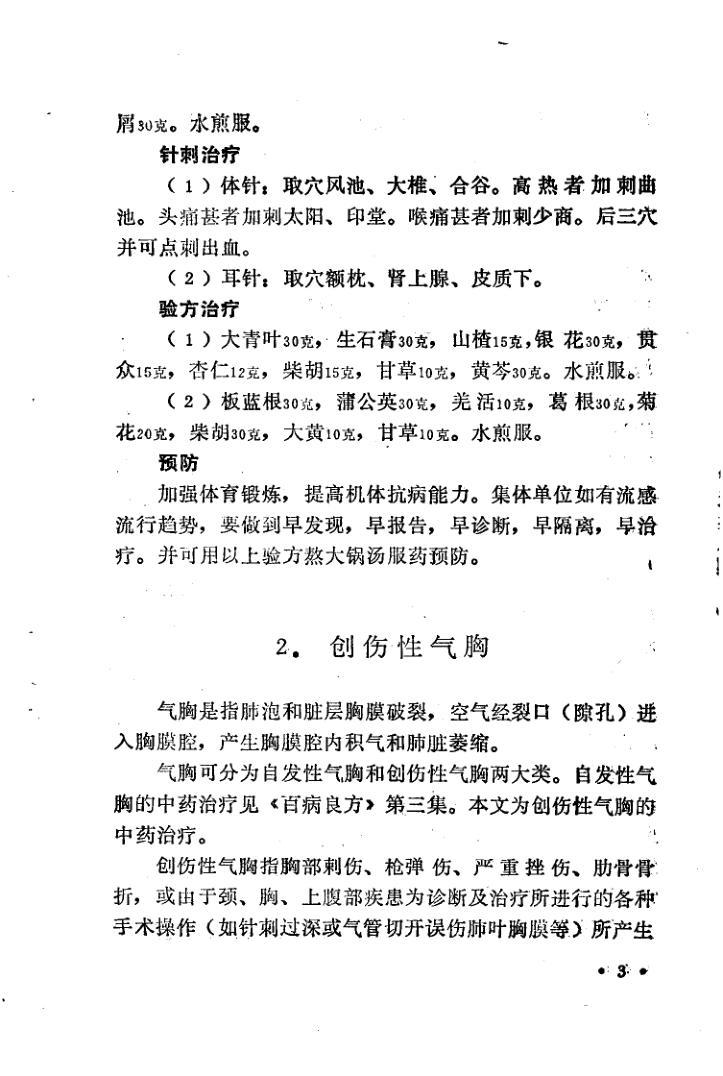 屑30克。水煎服。
针刺治疗
（1）体针：取穴风池、大椎、合谷。高热者加刺曲
池。头痛甚者加刺太阳、印堂。喉痛甚者加刺少商。后三穴
并可点刺出血。
（2）耳针：取穴额枕、肾上腺、皮质下。
验方治疗
（1）大青叶30克，生石膏30克，山楂15克，银花30克，贯
众15克，杏仁12克，柴胡15克，甘草10克，黄芩30克。水煎服。
（2）板蓝根30克，蒲公英30克，羌活10克，葛根30克，菊
花20克，柴胡30克，大黄10克，甘草10克。水煎服。
预防
加强体育锻炼，提高机体抗病能力。集体单位如有流感
流行趋势，要做到早发现，早报告，早诊断，早隔离，早治
疗。并可用以上验方熬大锅汤服药预防。
2．创伤性气胸
气胸是指肺泡和脏层胸膜破裂，空气经裂口（隙孔）进
入胸膜腔，产生胸膜腔内积气和肺脏萎缩。
气胸可分为自发性气胸和创伤性气胸两大类。自发性气
胸的中药治疗见《百病良方》第三集。本文为创伤性气胸的
中药治疗。
创伤性气胸指胸部刺伤、枪弹伤、严重挫伤、肋骨骨
折，或由于颈、胸、上腹部疾患为诊断及治疗所进行的各种
手术操作（如针刺过深或气管切开误伤肺叶胸膜等）所产生
• 3 •